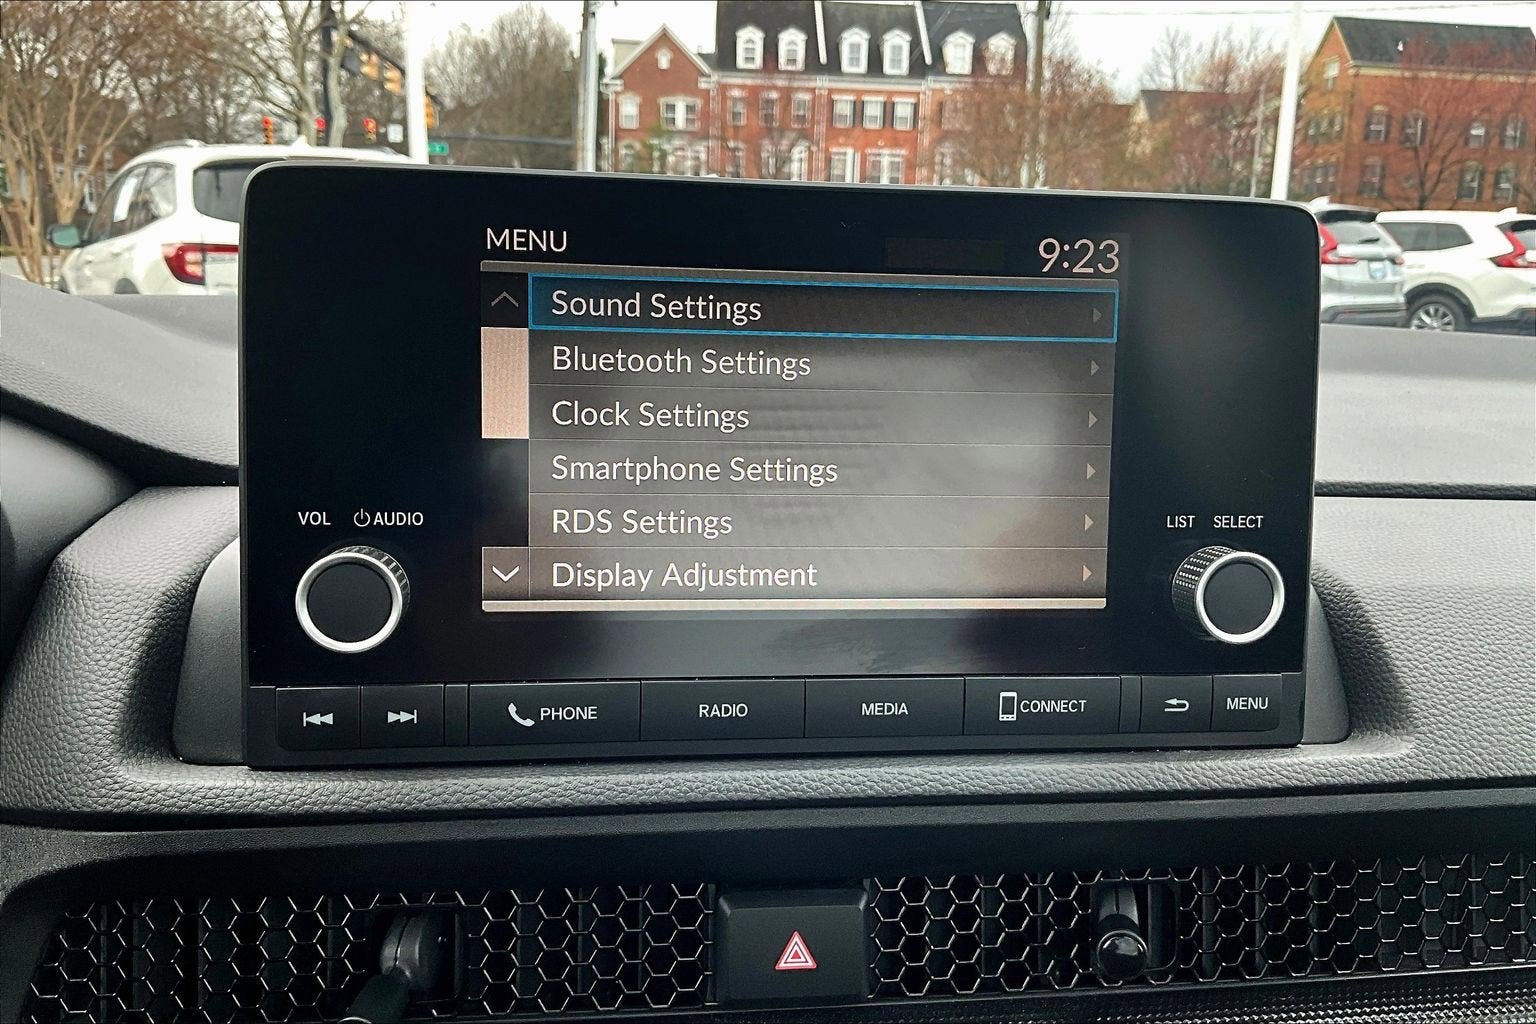 MENU
9:23
Sound Settings
Bluetooth Settings
Clock Settings
Smartphone Settings
RDS Settings
Display Adjustment
VOL AUDIO
LIST SELECT
PHONE
RADIO
MEDIA
CONNECT
MENU